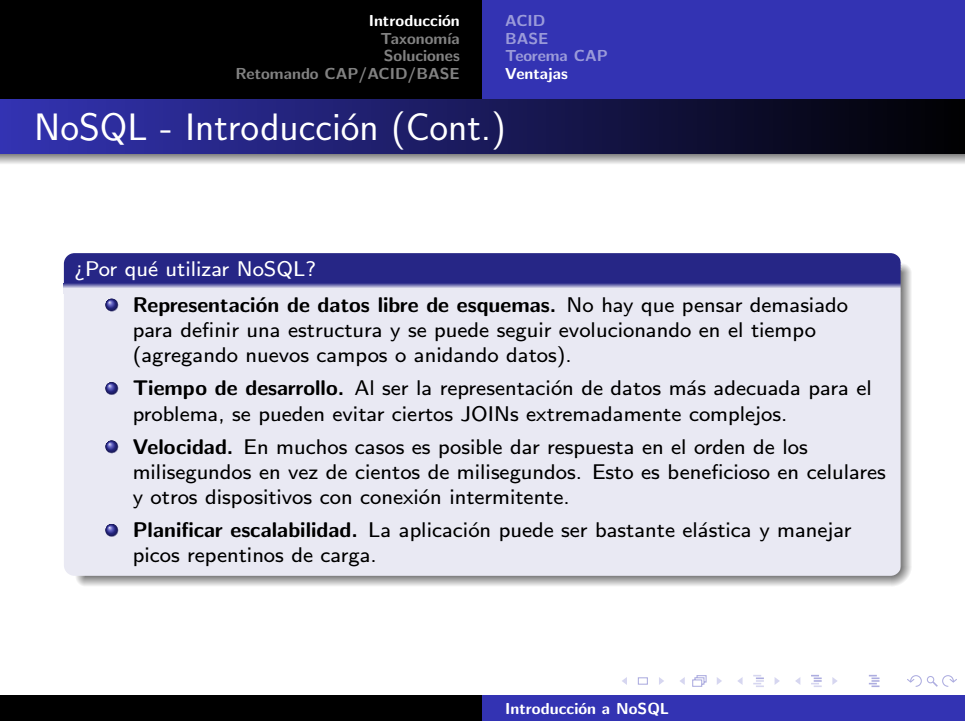 Introducción
Taxonomía
Soluciones
Retomando CAP/ACID/BASE
ACID
BASE
Teorema CAP
Ventajas
NoSQL - Introducción (Cont.)
¿Por qué utilizar NoSQL?
Representación de datos libre de esquemas. No hay que pensar demasiado
para definir una estructura y se puede seguir evolucionando en el tiempo
(agregando nuevos campos o anidando datos).
Tiempo de desarrollo. Al ser la representación de datos más adecuada para el
problema, se pueden evitar ciertos JOINs extremadamente complejos.
Velocidad. En muchos casos es posible dar respuesta en el orden de los
milisegundos en vez de cientos de milisegundos. Esto es beneficioso en celulares
y otros dispositivos con conexión intermitente.
Planificar escalabilidad. La aplicación puede ser bastante elástica y manejar
picos repentinos de carga.
Introducción a NoSQL